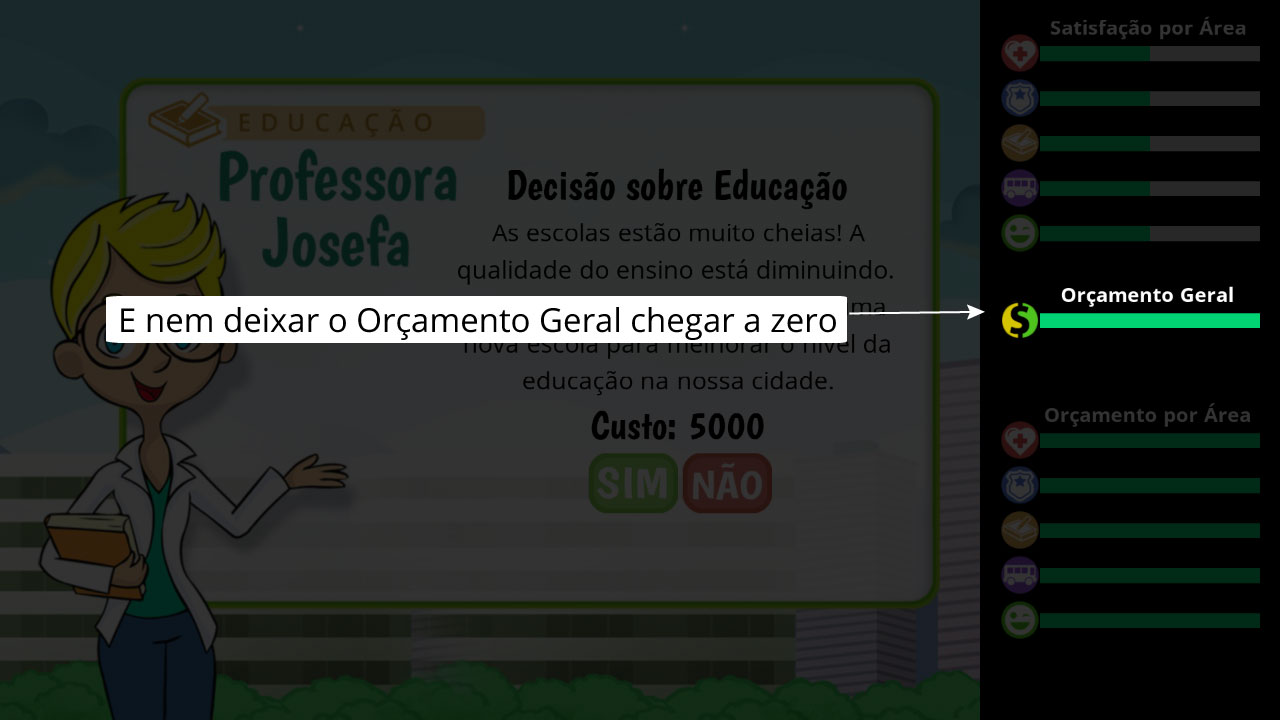 EDUCAÇÃO
Professora
Josefa
Decisão sobre Educação
As escolas estão muito cheias! A
qualidade do ensino está diminuindo.
ma
E nem deixar o Orçamento Geral chegar a zero
nova escola para melhorar o nível da
educação na nossa cidade.
Custo: 5000
SIM NÃO
Satisfação por Área
Orçamento Geral
Orçamento por Área